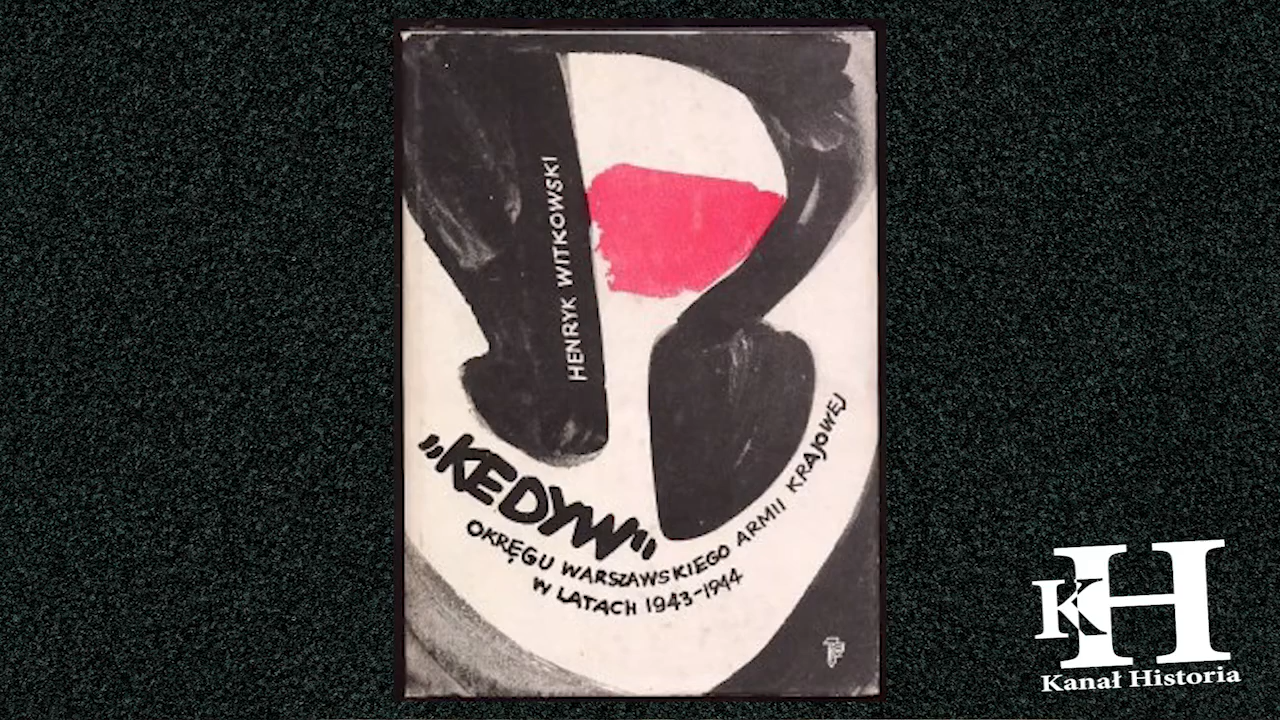 HENRYK WITKOWSKI
„KEDYW”
OKRĘGU WARSZAWSKIEGO ARMII KRAJOWEJ
W LATACH 1943-1944
KH
Kanał Historia